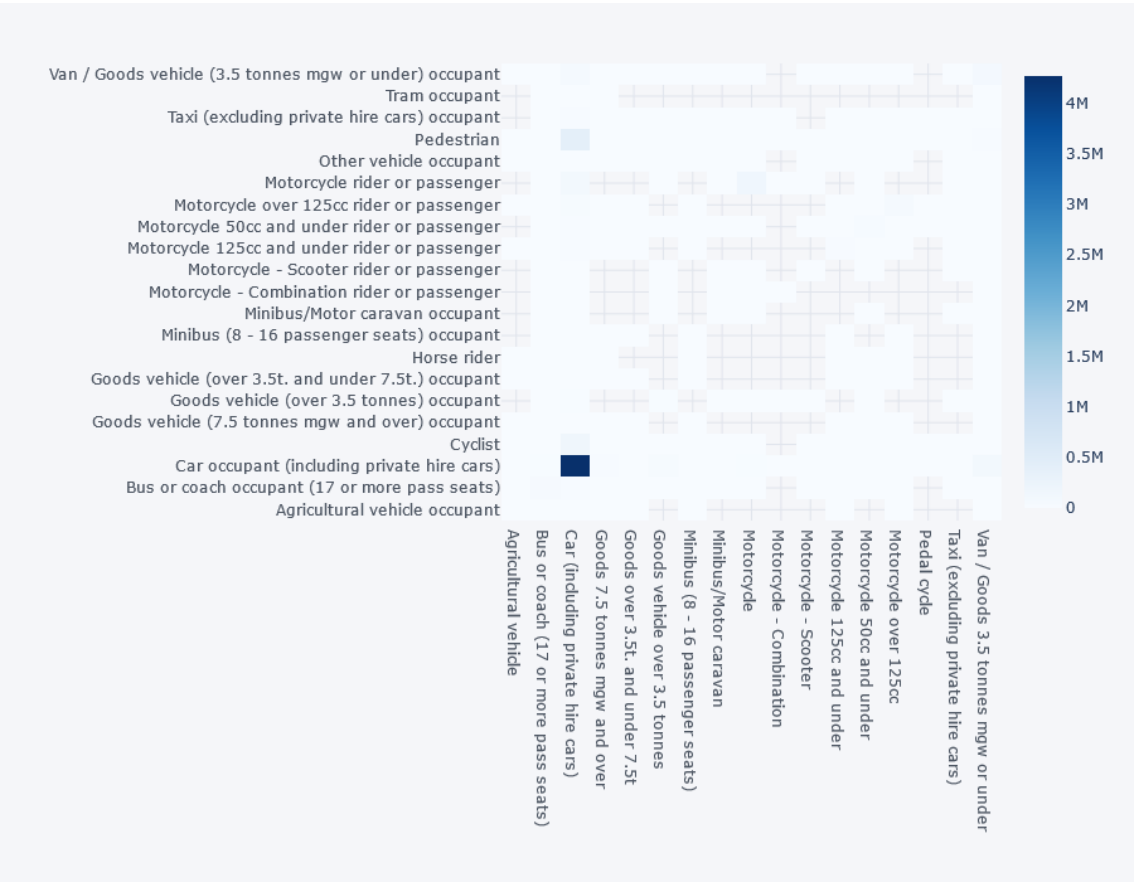 Van / Goods vehicle (3.5 tonnes mgw or under) occupant
Tram occupant
Taxi (excluding private hire cars) occupant
Pedestrian
Other vehicle occupant
Motorcycle rider or passenger
Motorcycle over 125cc rider or passenger
Motorcycle 50cc and under rider or passenger
Motorcycle 125cc and under rider or passenger
Motorcycle - Scooter rider or passenger
Motorcycle - Combination rider or passenger
Minibus/Motor caravan occupant
Minibus (8 - 16 passenger seats) occupant
Horse rider
Goods vehicle (over 3.5t. and under 7.5t.) occupant
Goods vehicle (over 3.5 tonnes) occupant
Goods vehicle (7.5 tonnes mgw and over) occupant
Cyclist
Car occupant (including private hire cars)
Bus or coach occupant (17 or more pass seats)
Agricultural vehicle occupant
Agricultural vehicle
Bus or coach (17 or more pass seats)
Car (including private hire cars)
Goods 7.5 tonnes mgw and over
Goods over 3.5t. and under 7.5t
Goods vehicle over 3.5 tonnes
Minibus (8 - 16 passenger seats)
Minibus/Motor caravan
Motorcycle
Motorcycle - Combination
Motorcycle - Scooter
Motorcycle 125cc and under
Motorcycle 50cc and under
Motorcycle over 125cc
Pedal cycle
Taxi (excluding private hire cars)
Van / Goods 3.5 tonnes mgw or under
4M
3.5M
3M
2.5M
2M
1.5M
1M
0.5M
0